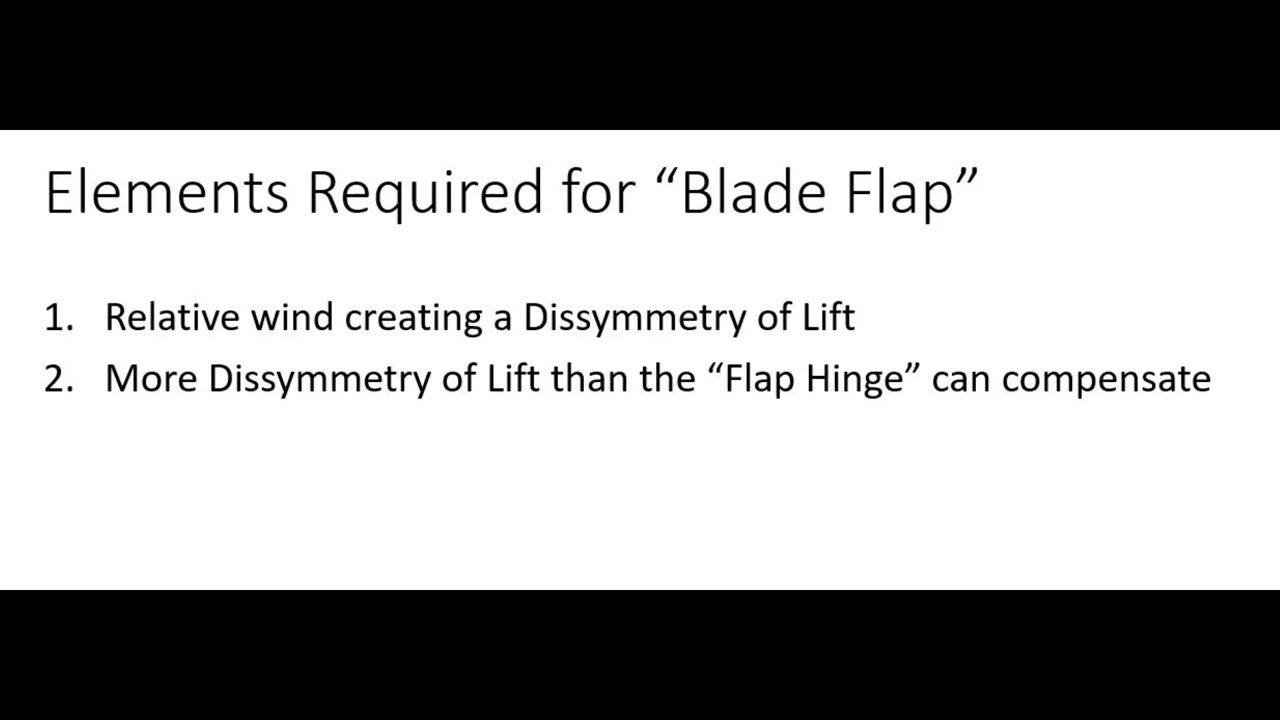 Elements Required for “Blade Flap”
1. Relative wind creating a Dissymmetry of Lift
2. More Dissymmetry of Lift than the “Flap Hinge” can compensate